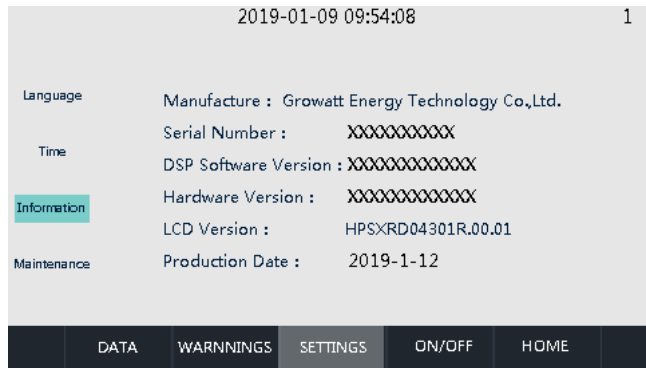 2019-01-09 09:54:08 1
Language
Manufacture : Growatt Energy Technology Co.,Ltd.
Serial Number : XXXXXXXXXX
Time
DSP Software Version : XXXXXXXXXXXX
Information
Hardware Version : XXXXXXXXXXXX
LCD Version : HPSXRD04301R.00.01
Maintenance
Production Date : 2019-1-12
DATA WARNNINGS SETTINGS ON/OFF HOME